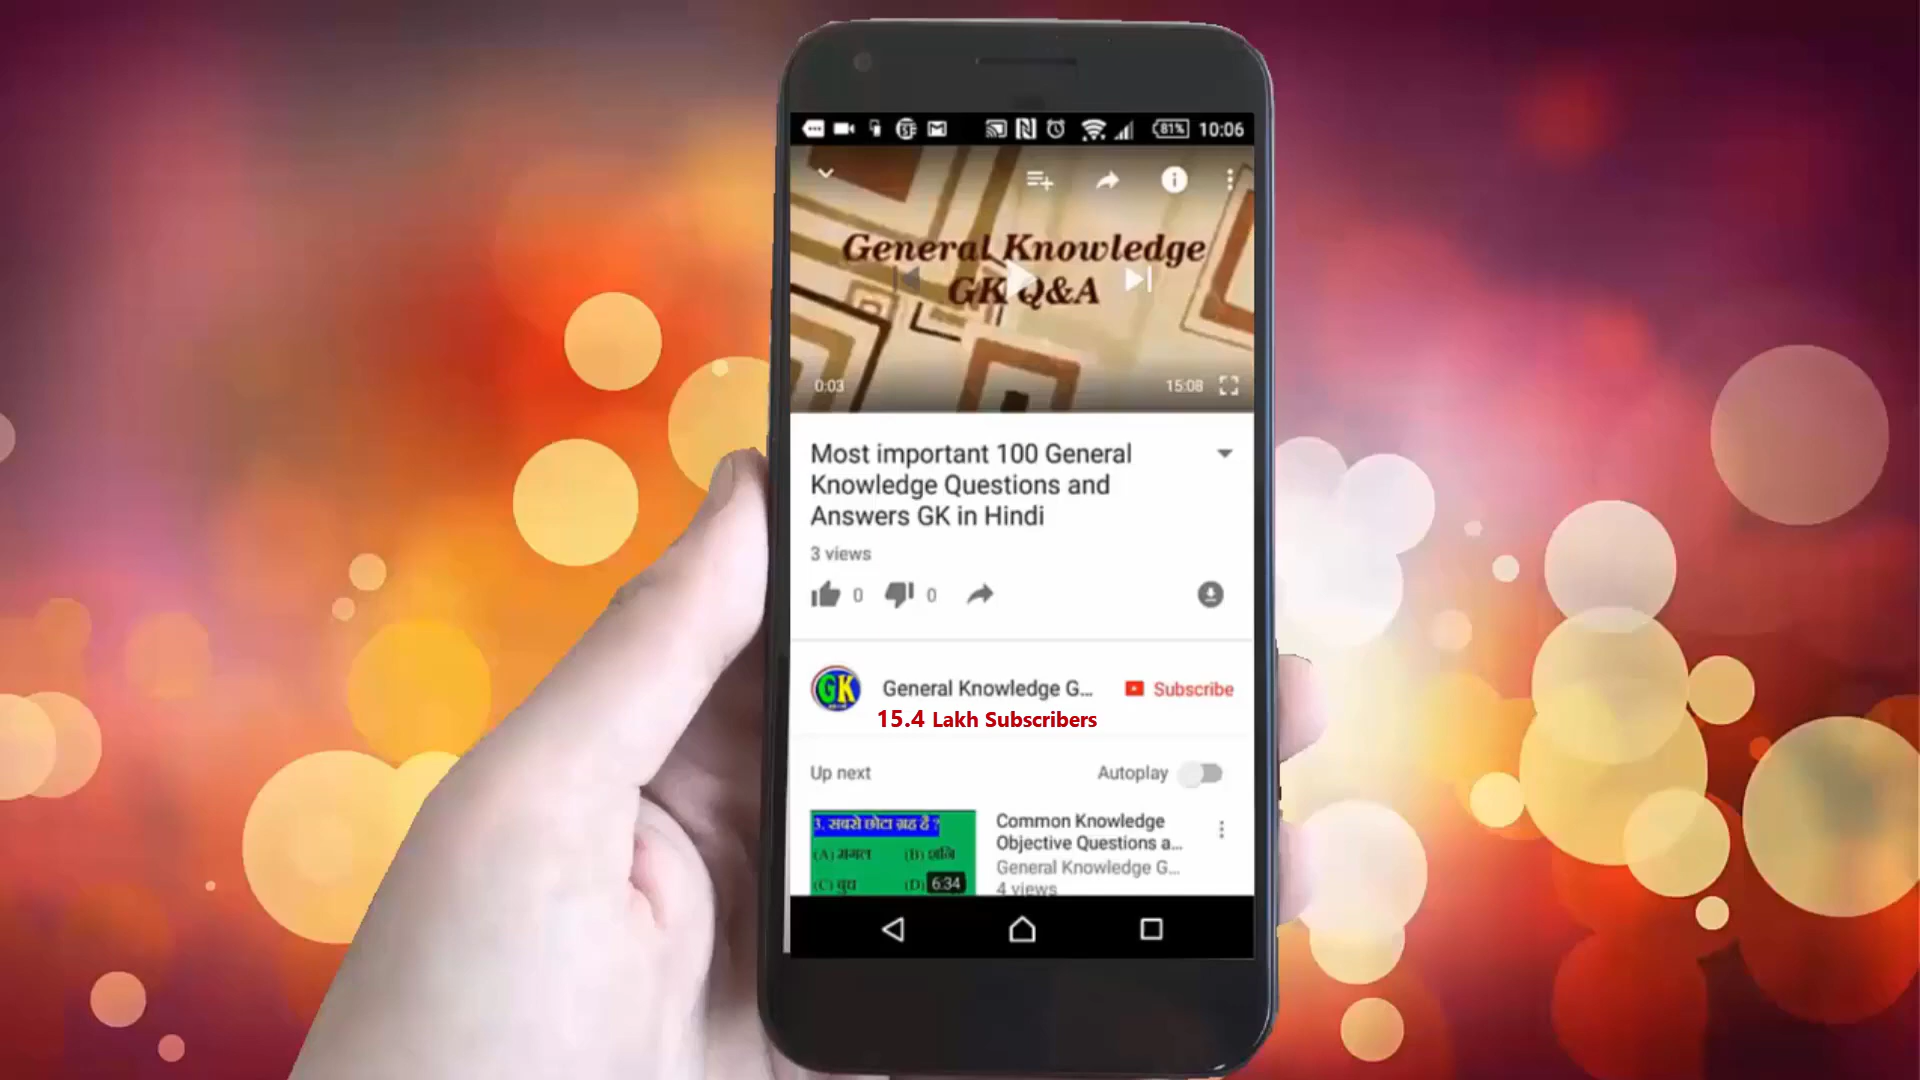 81% 10:06
General Knowledge
GK Q&A
0:03 15:08
Most important 100 General
Knowledge Questions and
Answers GK in Hindi
3 views
0 0
GK General Knowledge G... Subscribe
15.4 Lakh Subscribers
Up next Autoplay
3. सबसे छोटा ग्रह है ?
(A) मंगल (B) शनि
(C) बुध (D) 6:34
Common Knowledge
Objective Questions a...
General Knowledge G...
4 views